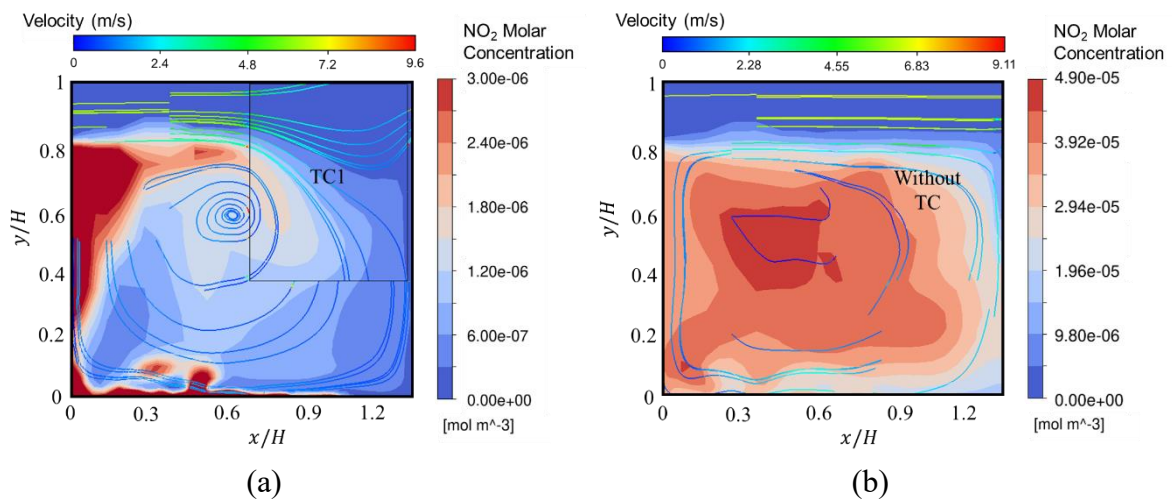 Velocity (m/s)
0 2.4 4.8 7.2 9.6
NO₂ Molar
Concentration
3.00e-06
2.40e-06
1.80e-06
1.20e-06
6.00e-07
0.00e+00
[mol m^-3]
1
0.8
0.6
0.4
0.2
0
y/H
TC1
0 0.3 0.6 0.9 1.2
x/H
(a)
Velocity (m/s)
0 2.28 4.55 6.83 9.11
NO₂ Molar
Concentration
4.90e-05
3.92e-05
2.94e-05
1.96e-05
9.80e-06
0.00e+00
[mol m^-3]
1
0.8
0.6
0.4
0.2
0
y/H
Without
TC
0 0.3 0.6 0.9 1.2
x/H
(b)